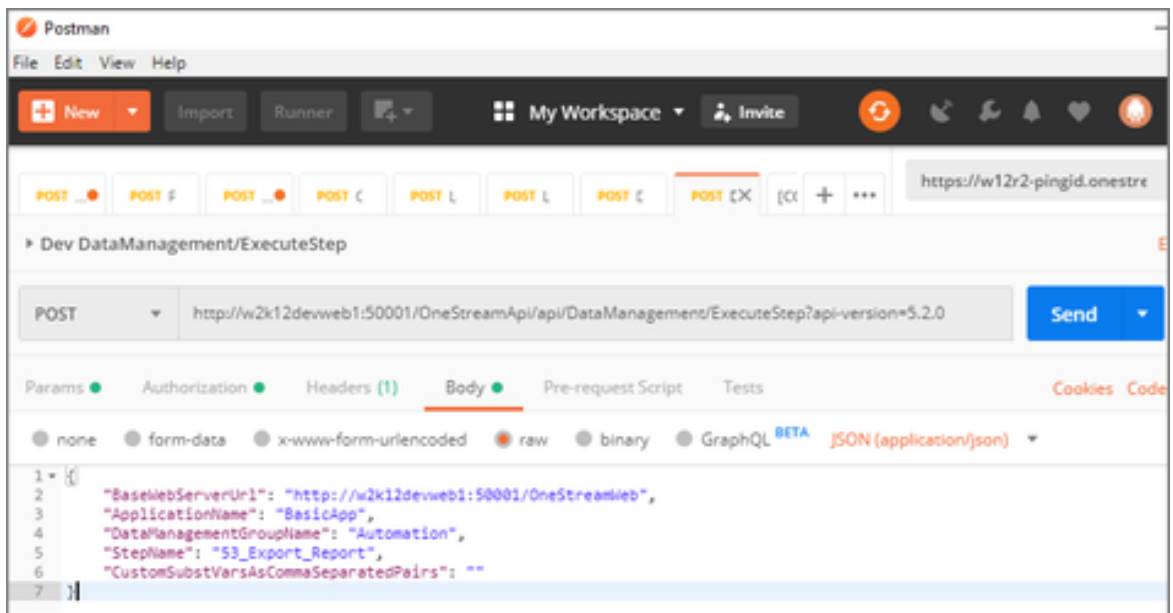 Postman
File Edit View Help
New Import Runner My Workspace Invite
POST ... POST F POST ... POST C POST L POST L POST POST [CC + •••
https://w12r2-pingid.onestre
Dev DataManagement/ExecuteStep
POST http://w2k12devweb1:50001/OneStreamApi/api/DataManagement/ExecuteStep?api-version=5.2.0 Send
Params Authorization Headers (1) Body Pre-request Script Tests Cookies Code
none form-data x-www-form-urlencoded raw binary GraphQL BETA JSON (application/json)
1 {
2 "BaseWebServerUrl": "http://w2k12devweb1:50001/OneStreamWeb",
3 "ApplicationName": "BasicApp",
4 "DataManagementGroupName": "Automation",
5 "StepName": "53_Export_Report",
6 "CustomSubstVarsAsCommaSeparatedPairs": ""
7 }